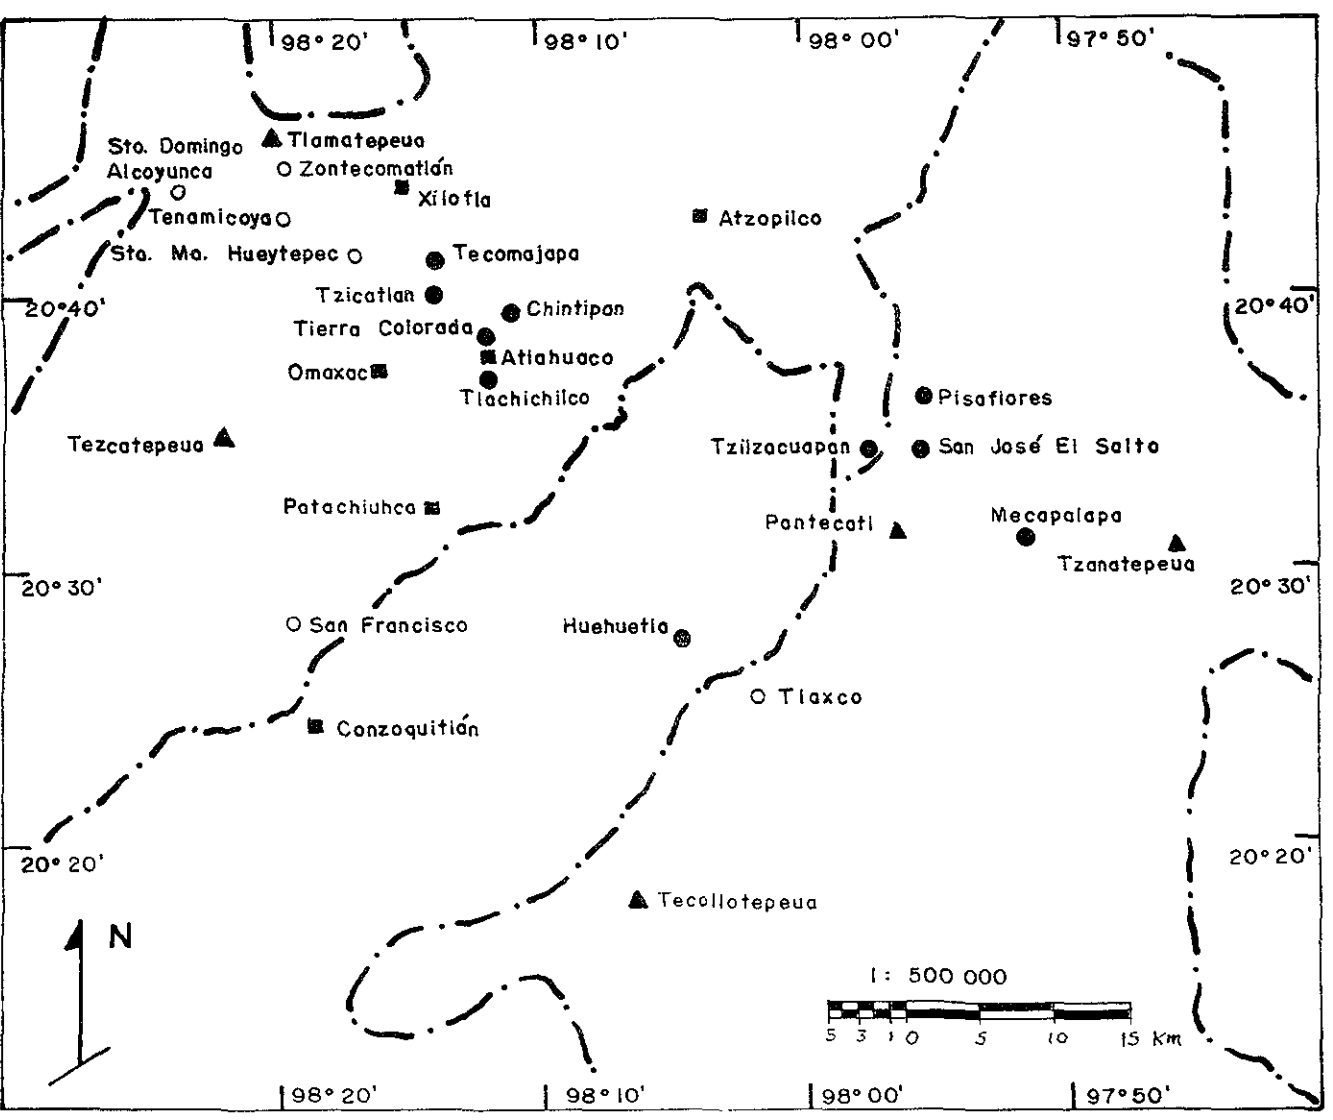 98° 20'
98° 10'
98° 00'
97° 50'
Sto. Domingo
Alcoyunca
Tlamatepeua
Zontecomatlán
Xilotla
Tenamicoya
Atzopilco
Sta. Ma. Hueytepec
Tecomajapa
Tzicatlan
20° 40'
20° 40'
Chintipan
Tierra Colorada
Atlahuaco
Omaxac
Tlachichilco
Pisaflores
Tezcatepeua
Tzilzacuapan
San José El Salto
Patachiuhca
Pantecatl
Mecapalapa
Tzanatepeua
20° 30'
20° 30'
San Francisco
Huehuetla
Tlaxco
Conzoquitlán
20° 20'
20° 20'
Tecollotepeua
N
1: 500 000
5 3 1 0 5 10 15 Km
98° 20'
98° 10'
98° 00'
97° 50'